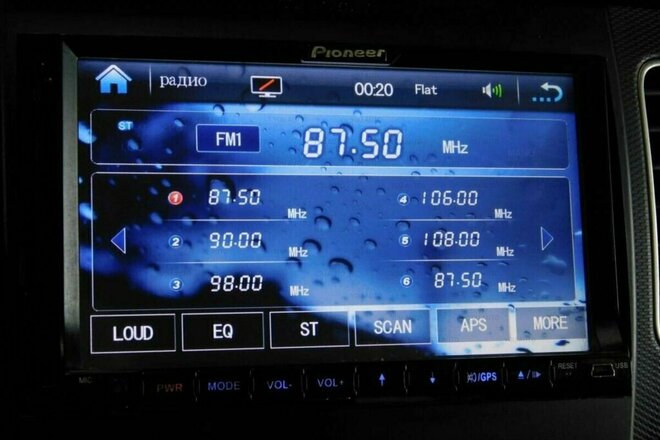 Pioneer
радио 00:20 Flat
ST FM1 87.50 MHz
1 87.50 MHz 4 106.00 MHz
2 90.00 MHz 5 108.00 MHz
3 98.00 MHz 6 87.50 MHz
LOUD EQ ST SCAN APS MORE
MIC PWR MODE VOL- VOL+ /GPS RESET USB